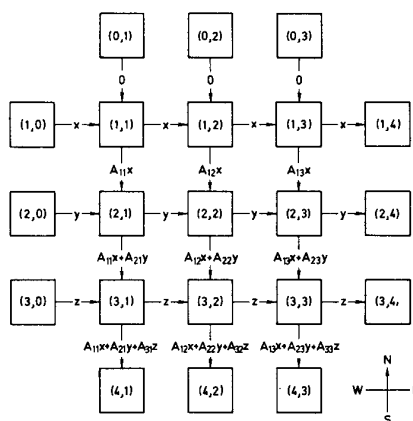 (0,1) (0,2) (0,3)
0 0 0
(1,0) x (1,1) x (1,2) x (1,3) x (1,4)
A₁₁x A₁₂x A₁₃x
(2,0) y (2,1) y (2,2) y (2,3) y (2,4)
A₁₁x+A₂₁y A₁₂x+A₂₂y A₁₃x+A₂₃y
(3,0) z (3,1) z (3,2) z (3,3) z (3,4,
A₁₁x+A₂₁y+A₃₁z A₁₂x+A₂₂y+A₃₂z A₁₃x+A₂₃y+A₃₃z
(4,1) (4,2) (4,3)
N
W
S